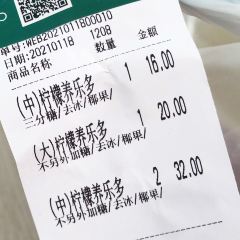 单号:WEB2021011800010
日期:20210118 1208
商品名称 数量 金额
(中)柠檬养乐多 1 16.00
三分糖/去冰/椰果/
(大)柠檬养乐多 1 20.00
不另外加糖/去冰/椰果/
(中)柠檬养乐多 2 32.00
不另外加糖/去冰/椰果/